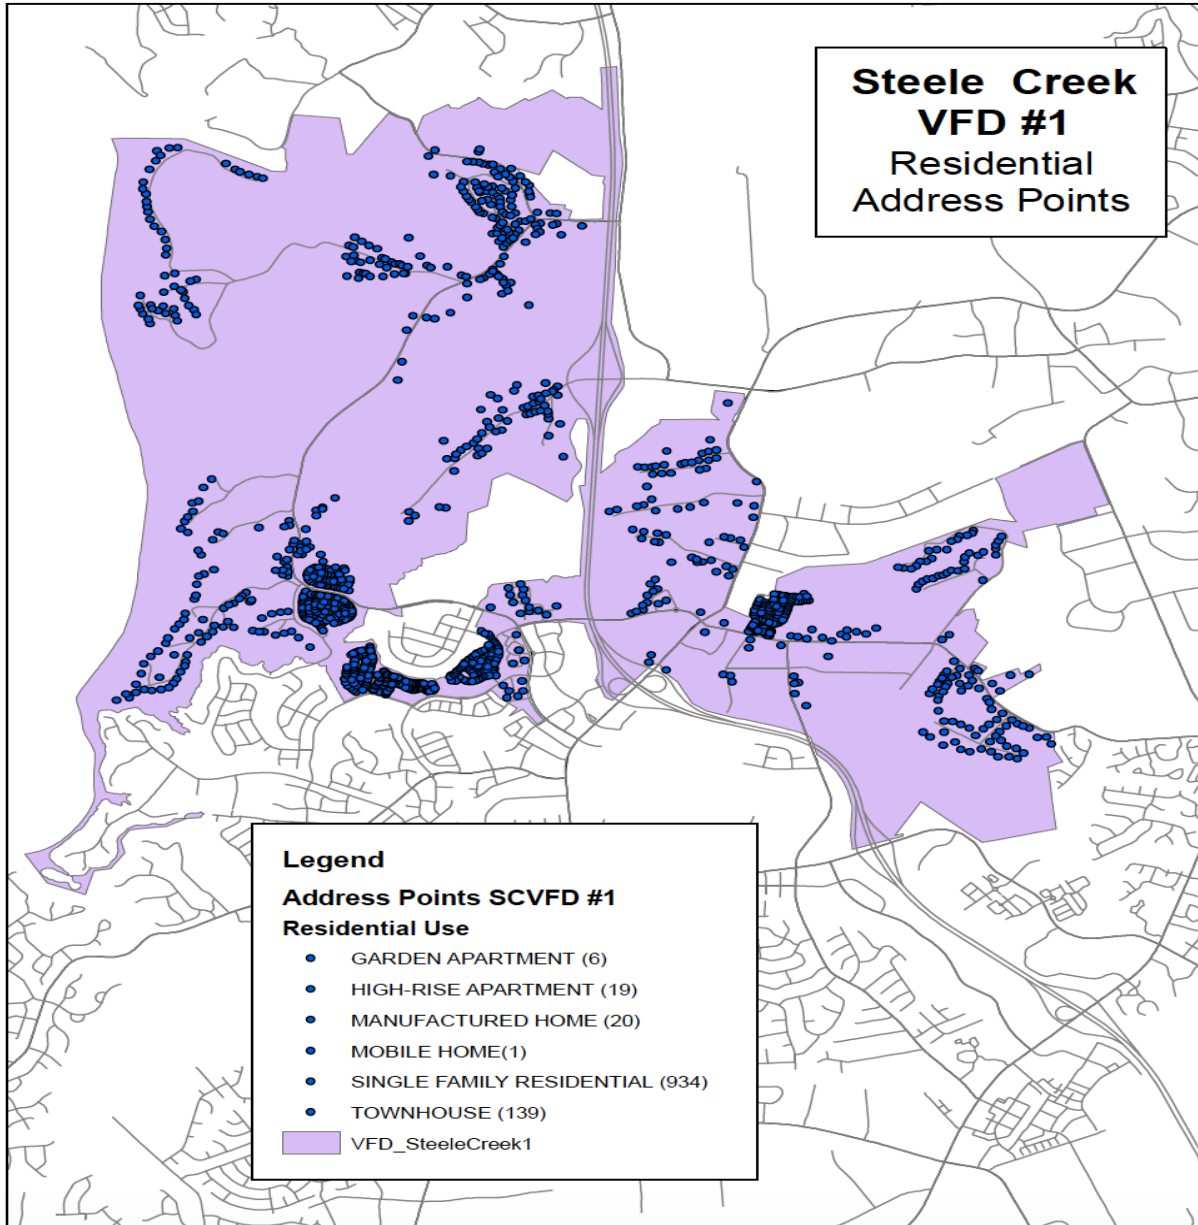 Steele Creek
VFD #1
Residential
Address Points
Legend
Address Points SCVFD #1
Residential Use
GARDEN APARTMENT (6)
HIGH-RISE APARTMENT (19)
MANUFACTURED HOME (20)
MOBILE HOME(1)
SINGLE FAMILY RESIDENTIAL (934)
TOWNHOUSE (139)
VFD_SteeleCreek1